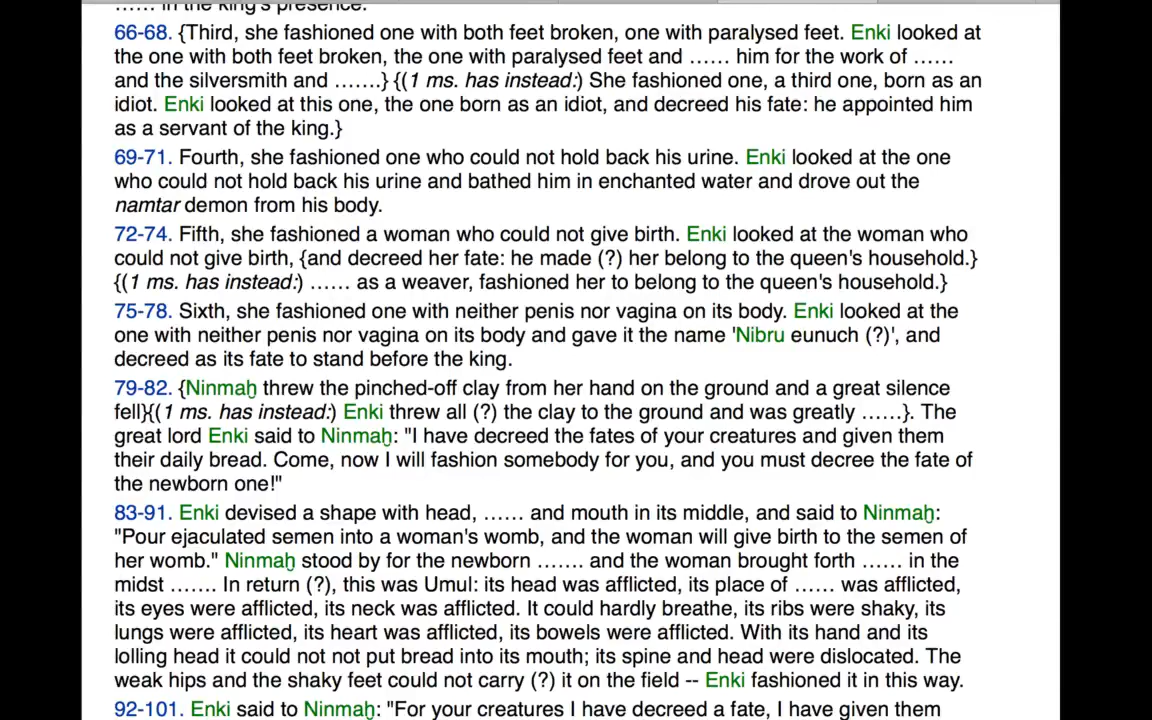 ...... in the king's presence.
66-68. {Third, she fashioned one with both feet broken, one with paralysed feet. Enki looked at
the one with both feet broken, the one with paralysed feet and ...... him for the work of ......
and the silversmith and .......} {(1 ms. has instead:) She fashioned one, a third one, born as an
idiot. Enki looked at this one, the one born as an idiot, and decreed his fate: he appointed him
as a servant of the king.}
69-71. Fourth, she fashioned one who could not hold back his urine. Enki looked at the one
who could not hold back his urine and bathed him in enchanted water and drove out the
namtar demon from his body.
72-74. Fifth, she fashioned a woman who could not give birth. Enki looked at the woman who
could not give birth, {and decreed her fate: he made (?) her belong to the queen's household.}
{(1 ms. has instead:) ...... as a weaver, fashioned her to belong to the queen's household.}
75-78. Sixth, she fashioned one with neither penis nor vagina on its body. Enki looked at the
one with neither penis nor vagina on its body and gave it the name 'Nibru eunuch (?)', and
decreed as its fate to stand before the king.
79-82. {Ninmaḫ threw the pinched-off clay from her hand on the ground and a great silence
fell}{(1 ms. has instead:) Enki threw all (?) the clay to the ground and was greatly ......}. The
great lord Enki said to Ninmaḫ: "I have decreed the fates of your creatures and given them
their daily bread. Come, now I will fashion somebody for you, and you must decree the fate of
the newborn one!"
83-91. Enki devised a shape with head, ...... and mouth in its middle, and said to Ninmaḫ:
"Pour ejaculated semen into a woman's womb, and the woman will give birth to the semen of
her womb." Ninmaḫ stood by for the newborn ....... and the woman brought forth ...... in the
midst ....... In return (?), this was Umul: its head was afflicted, its place of ...... was afflicted,
its eyes were afflicted, its neck was afflicted. It could hardly breathe, its ribs were shaky, its
lungs were afflicted, its heart was afflicted, its bowels were afflicted. With its hand and its
lolling head it could not not put bread into its mouth; its spine and head were dislocated. The
weak hips and the shaky feet could not carry (?) it on the field -- Enki fashioned it in this way.
92-101. Enki said to Ninmaḫ: "For your creatures I have decreed a fate, I have given them